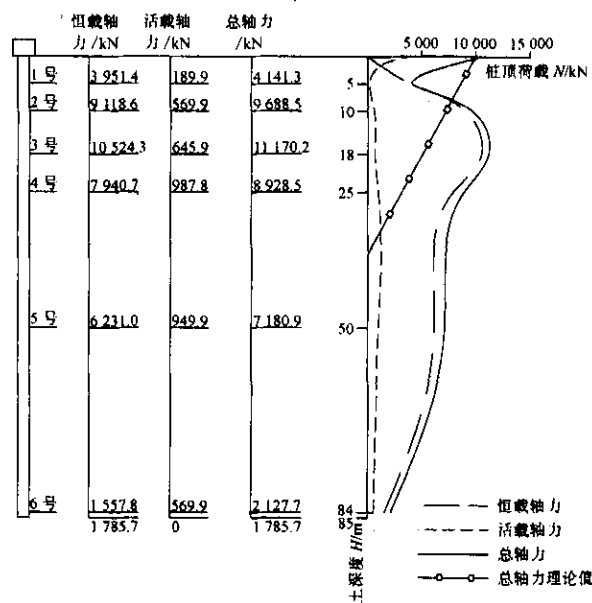 恒载轴力/kN 活载轴力/kN 总轴力/kN
5 000 10 000 15 000
桩顶荷载 N/kN
1号 3 951.4 189.9 4 141.3 5
2号 9 118.6 569.9 9 688.5 10
3号 10 524.3 645.9 11 170.2 18
4号 7 940.7 987.8 8 928.5 25
5号 6 231.0 949.9 7 180.9 50
6号 1 557.8 569.9 2 127.7 84
1 785.7 0 1 785.7 85
土深度 H/m
恒载轴力
活载轴力
总轴力
总轴力理论值